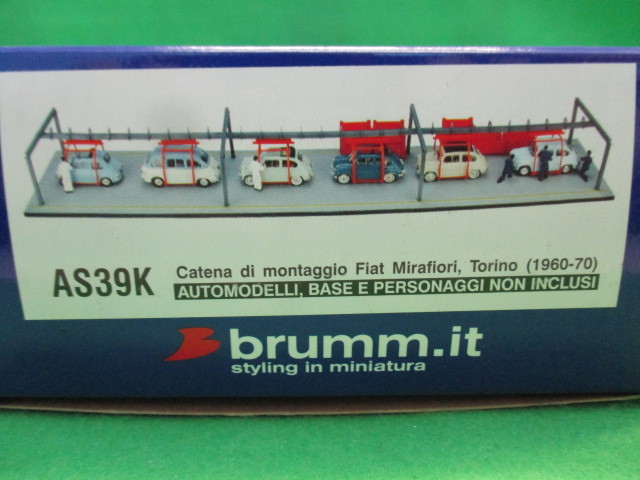 AS39K
Catena di montaggio Fiat Mirafiori, Torino (1960-70)
AUTOMODELLI, BASE E PERSONAGGI NON INCLUSI
brumm.it
styling in miniatura